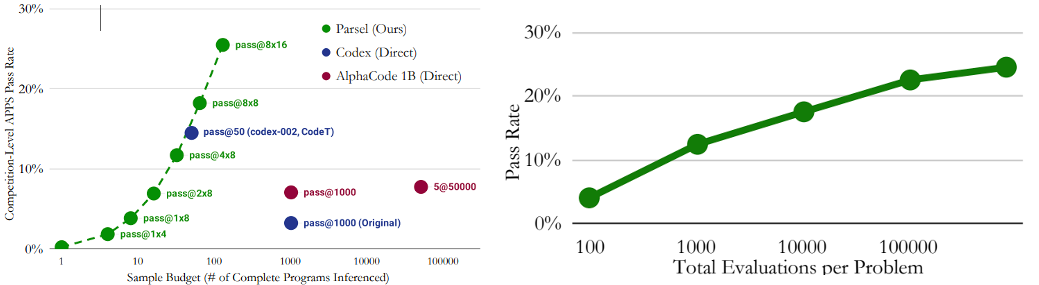 30%
20%
10%
0%
Competition-Level APPS Pass Rate
Parsel (Ours)
Codex (Direct)
AlphaCode 1B (Direct)
pass@8x16
pass@8x8
pass@50 (codex-002, CodeT)
pass@4x8
pass@2x8
pass@1x8
pass@1x4
pass@1000
5@50000
pass@1000 (Original)
1 10 100 1000 10000 100000
Sample Budget (# of Complete Programs Inferenced)
30%
20%
10%
0%
Pass Rate
100 1000 10000 100000
Total Evaluations per Problem